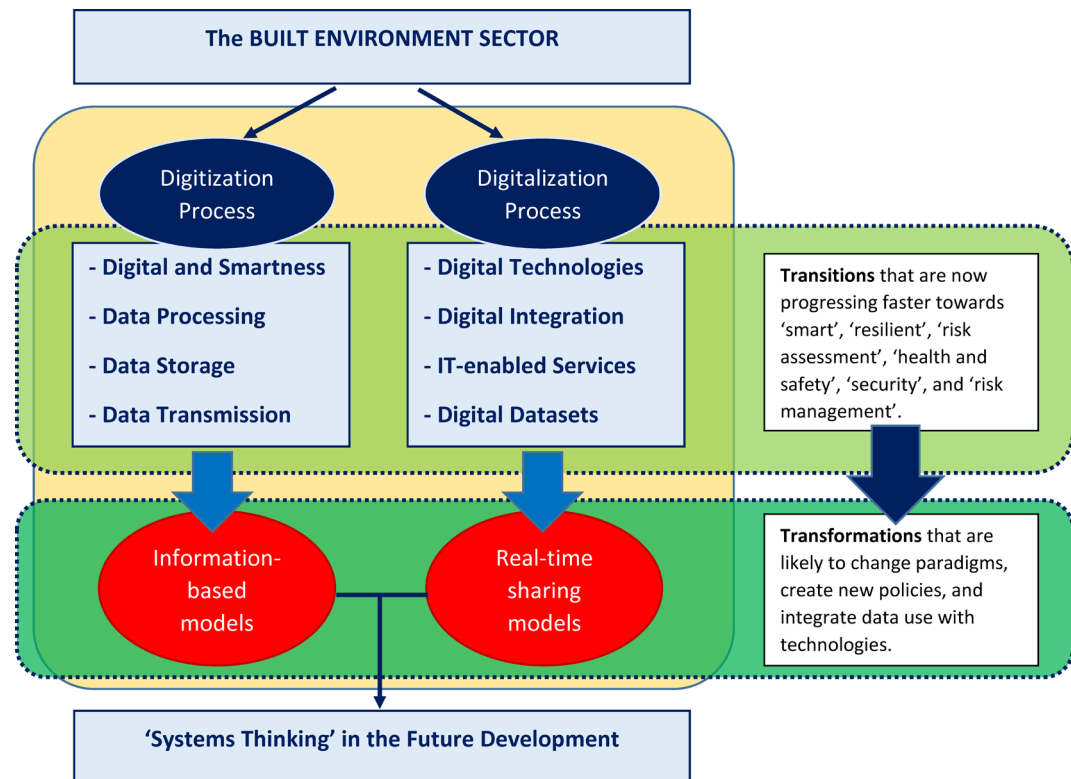 The BUILT ENVIRONMENT SECTOR
Digitization
Process
Digitalization
Process
- Digital and Smartness
- Data Processing
- Data Storage
- Data Transmission
- Digital Technologies
- Digital Integration
- IT-enabled Services
- Digital Datasets
Transitions that are now
progressing faster towards
‘smart’, ‘resilient’, ‘risk
assessment’, ‘health and
safety’, ‘security’, and ‘risk
management’.
Information-
based
models
Real-time
sharing
models
Transformations that are
likely to change paradigms,
create new policies, and
integrate data use with
technologies.
‘Systems Thinking’ in the Future Development